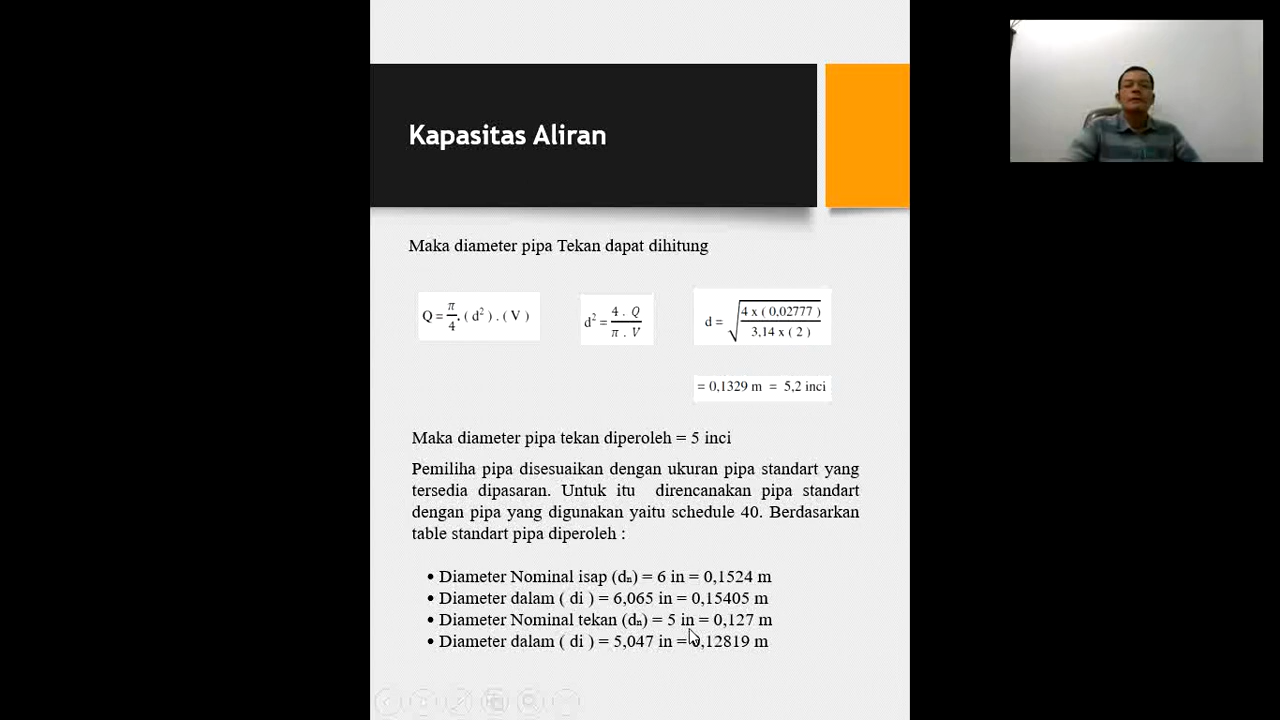 Kapasitas Aliran
Maka diameter pipa Tekan dapat dihitung
Q = π/4 . ( d² ) . ( V )
d² = 4 . Q / π . V
d = √ 4 x ( 0,02777 ) / 3,14 x ( 2 )
= 0,1329 m = 5,2 inci
Maka diameter pipa tekan diperoleh = 5 inci
Pemiliha pipa disesuaikan dengan ukuran pipa standart yang
tersedia dipasaran. Untuk itu direncanakan pipa standart
dengan pipa yang digunakan yaitu schedule 40. Berdasarkan
table standart pipa diperoleh :
• Diameter Nominal isap (dₙ) = 6 in = 0,1524 m
• Diameter dalam ( di ) = 6,065 in = 0,15405 m
• Diameter Nominal tekan (dₙ) = 5 in = 0,127 m
• Diameter dalam ( di ) = 5,047 in = 0,12819 m